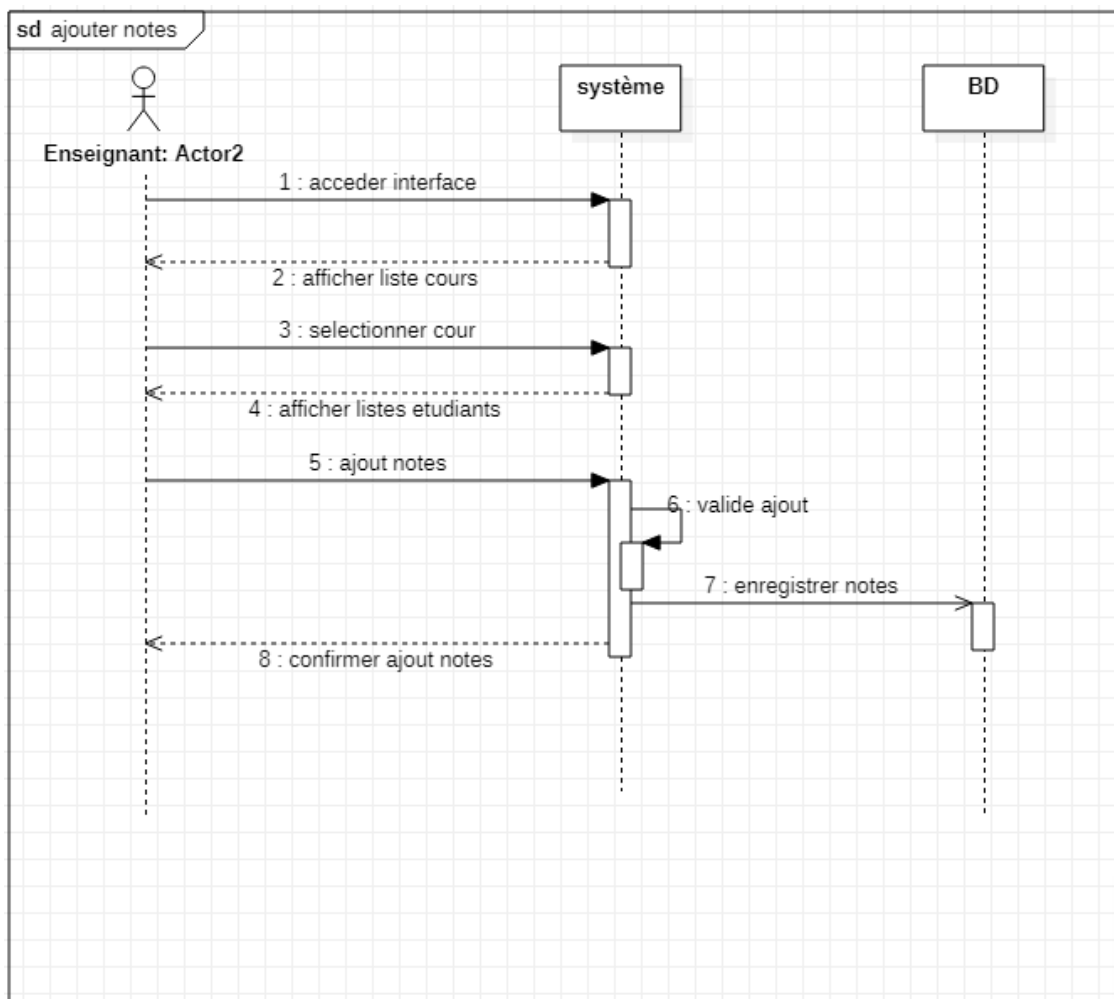 sd ajouter notes
système
BD
Enseignant: Actor2
1 : acceder interface
2 : afficher liste cours
3 : selectionner cour
4 : afficher listes etudiants
5 : ajout notes
6 : valide ajout
7 : enregistrer notes
8 : confirmer ajout notes